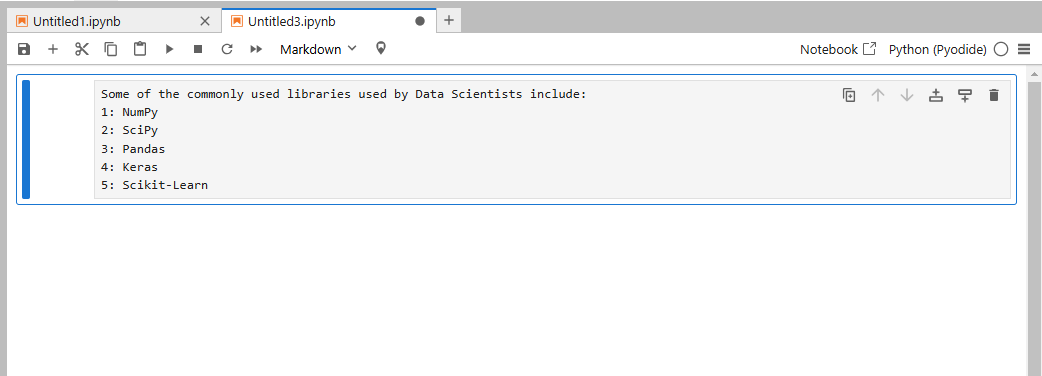 Untitled1.ipynb
Untitled3.ipynb
Markdown
Notebook
Python (Pyodide)
Some of the commonly used libraries used by Data Scientists include:
1: NumPy
2: SciPy
3: Pandas
4: Keras
5: Scikit-Learn